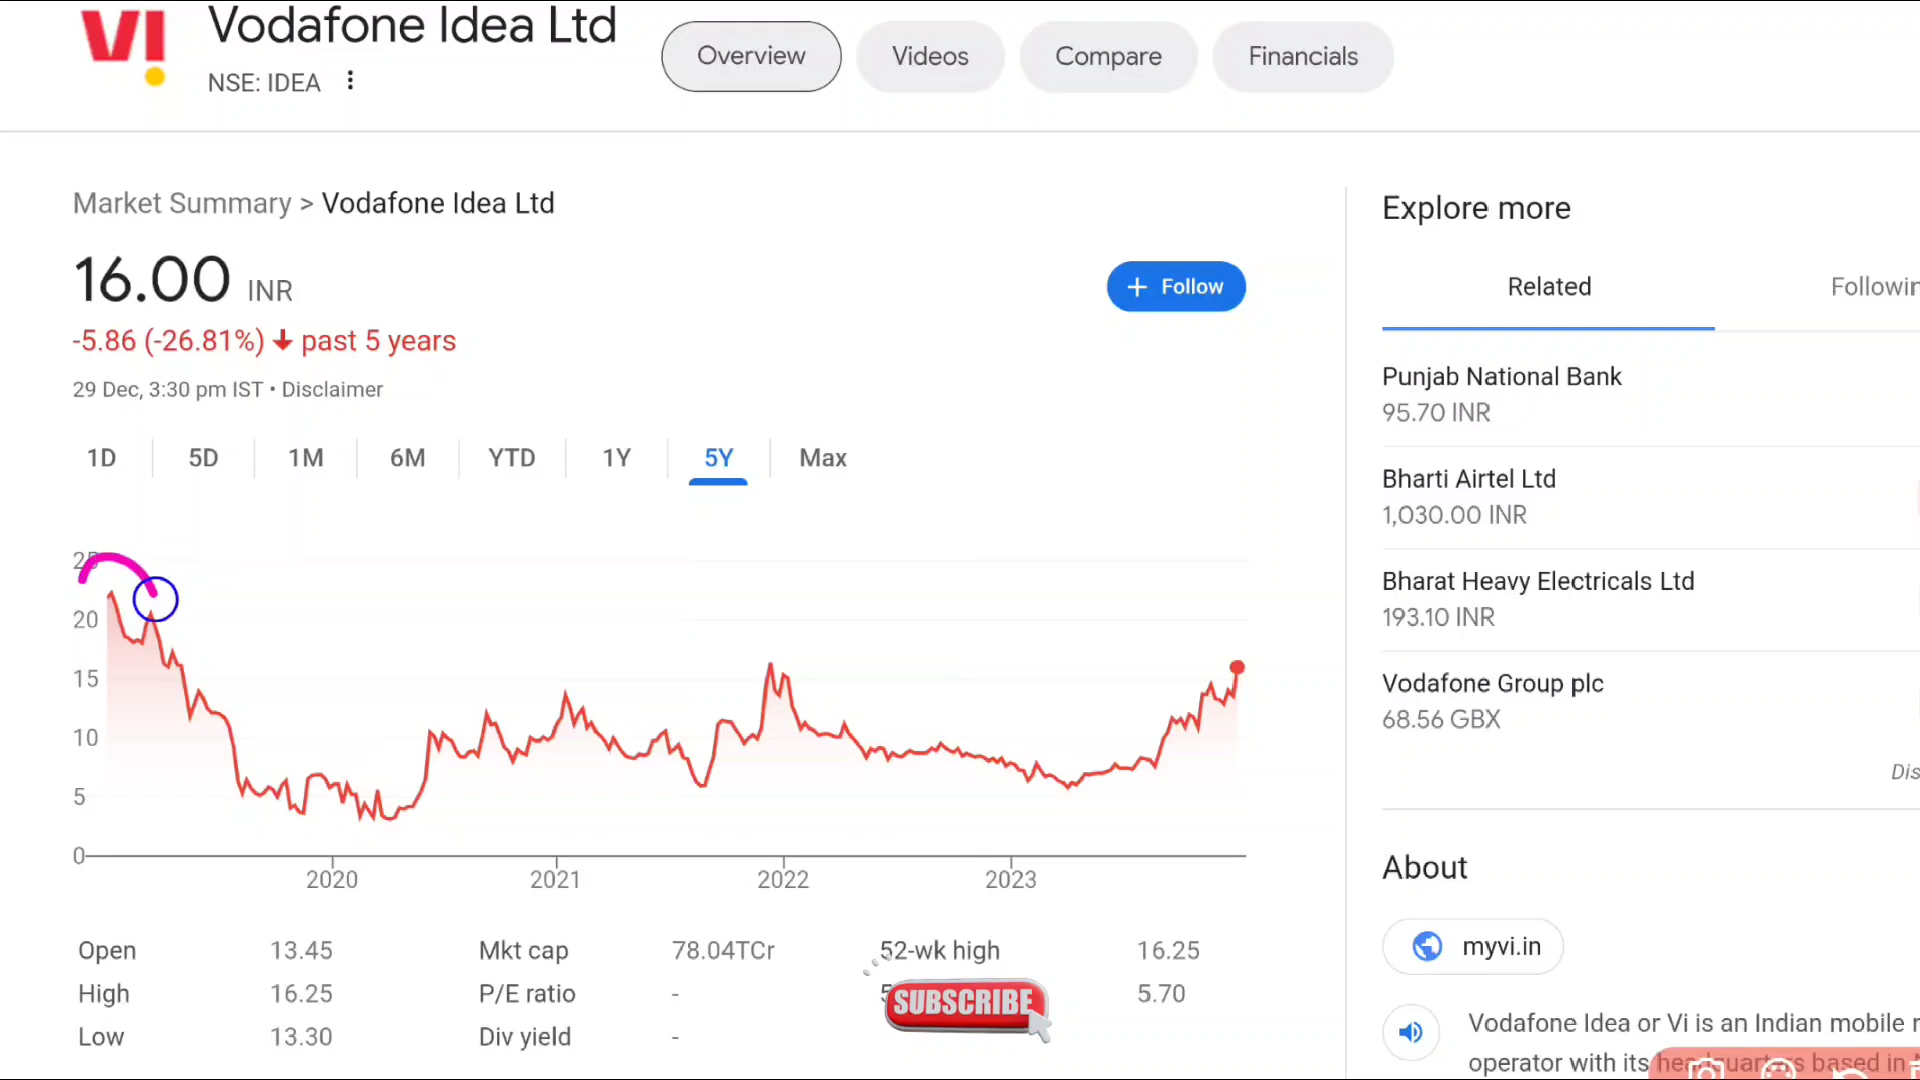 VI
Vodafone Idea Ltd
NSE: IDEA
Overview
Videos
Compare
Financials
Market Summary > Vodafone Idea Ltd
16.00 INR
+ Follow
-5.86 (-26.81%) ↓ past 5 years
29 Dec, 3:30 pm IST • Disclaimer
1D 5D 1M 6M YTD 1Y 5Y Max
20
15
10
5
0
2020 2021 2022 2023
Open 13.45
High 16.25
Low 13.30
Mkt cap 78.04TCr
P/E ratio -
Div yield -
52-wk high 16.25
5.70
SUBSCRIBE
Explore more
Related
Punjab National Bank
95.70 INR
Bharti Airtel Ltd
1,030.00 INR
Bharat Heavy Electricals Ltd
193.10 INR
Vodafone Group plc
68.56 GBX
About
myvi.in
Vodafone Idea or Vi is an Indian mobile
operator with its headquarters based in